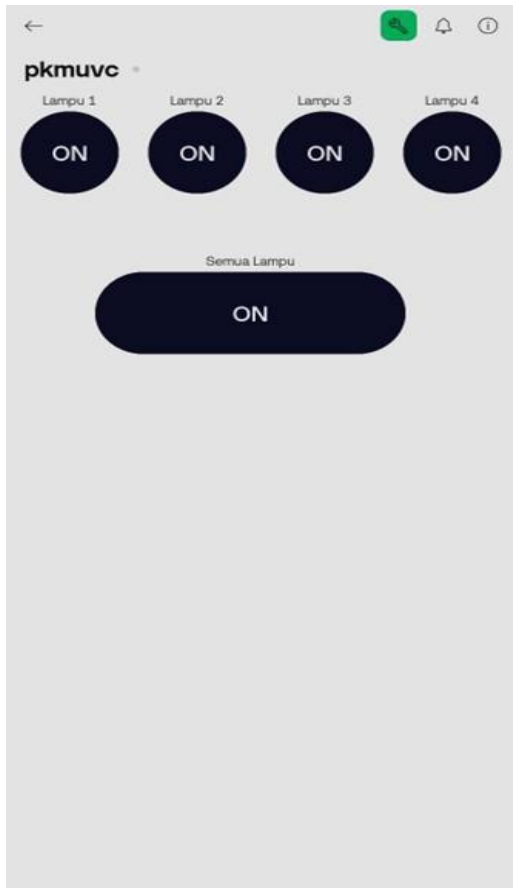 pkmuvc
Lampu 1 Lampu 2 Lampu 3 Lampu 4
ON ON ON ON
Semua Lampu
ON